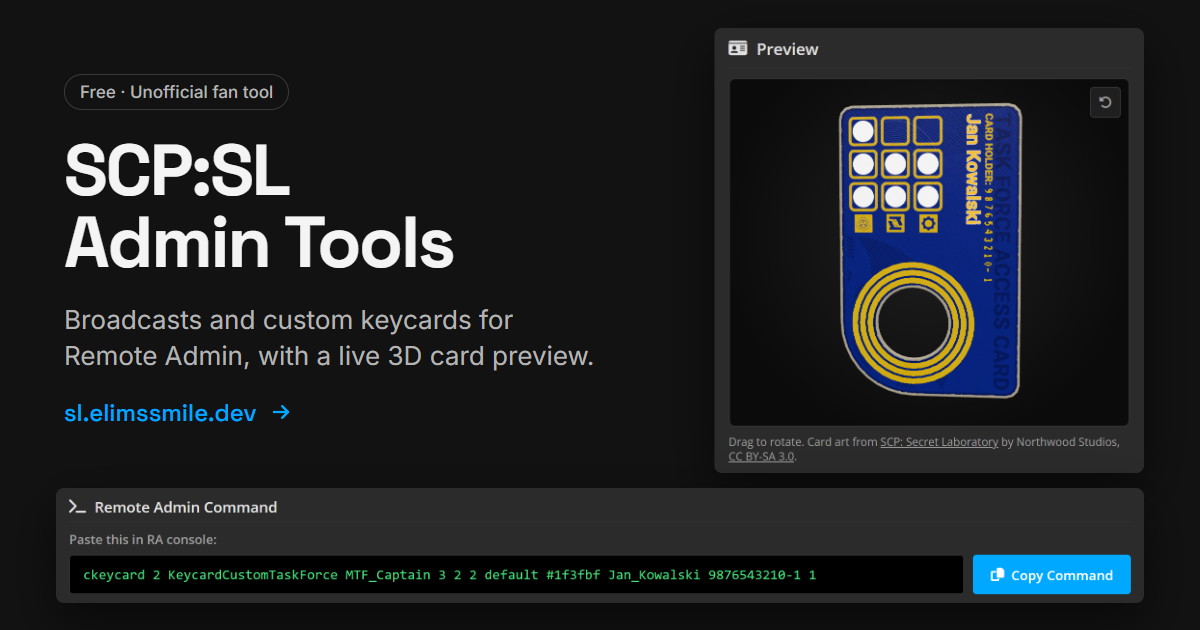 Free · Unofficial fan tool
SCP:SL
Admin Tools
Broadcasts and custom keycards for
Remote Admin, with a live 3D card preview.
sl.elimssmile.dev →
Preview
TASK FORCE ACCESS CARD
CARD HOLDER: 9876543210-1
Jan Kowalski
Drag to rotate. Card art from SCP: Secret Laboratory by Northwood Studios,
CC BY-SA 3.0.
Remote Admin Command
Paste this in RA console:
ckeycard 2 KeycardCustomTaskForce MTF_Captain 3 2 2 default #1f3fbf Jan_Kowalski 9876543210-1 1
Copy Command